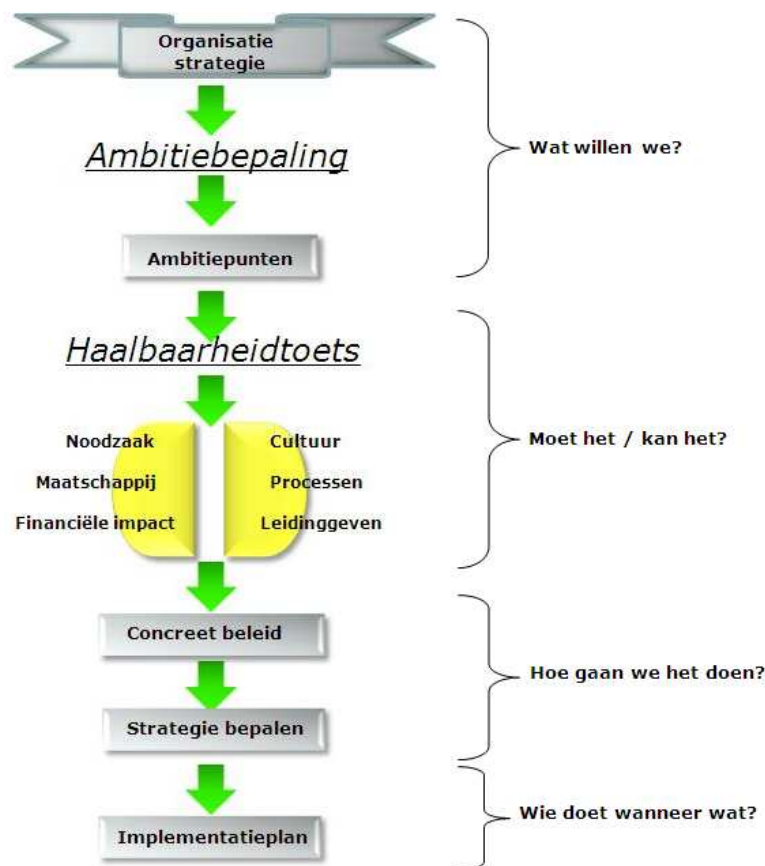 Organisatie
strategie
Ambitiebepaling
Wat willen we?
Ambitiepunten
Haalbaarheidtoets
Noodzaak
Cultuur
Maatschappij
Processen
Financiële impact
Leidinggeven
Moet het / kan het?
Concreet beleid
Strategie bepalen
Hoe gaan we het doen?
Implementatieplan
Wie doet wanneer wat?